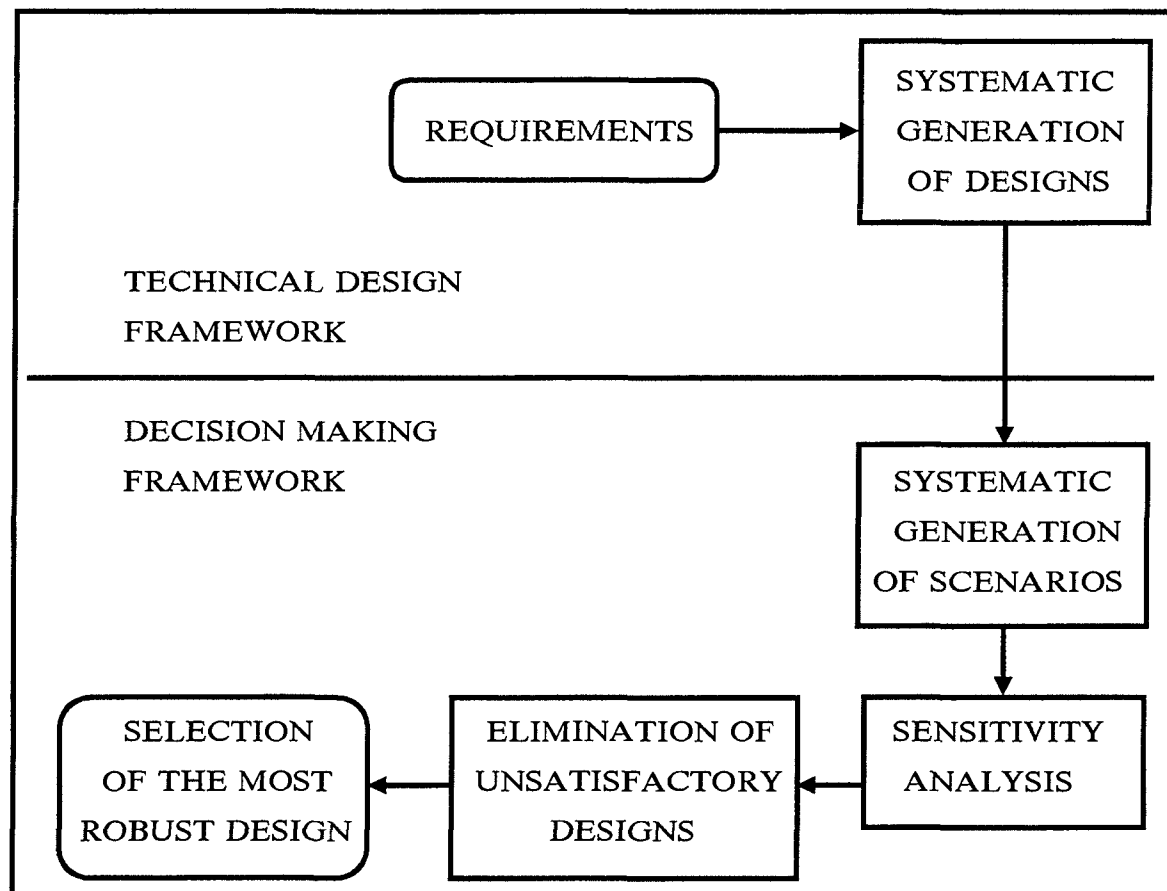 REQUIREMENTS
SYSTEMATIC
GENERATION
OF DESIGNS
TECHNICAL DESIGN
FRAMEWORK
DECISION MAKING
FRAMEWORK
SYSTEMATIC
GENERATION
OF SCENARIOS
SENSITIVITY
ANALYSIS
ELIMINATION OF
UNSATISFACTORY
DESIGNS
SELECTION
OF THE MOST
ROBUST DESIGN